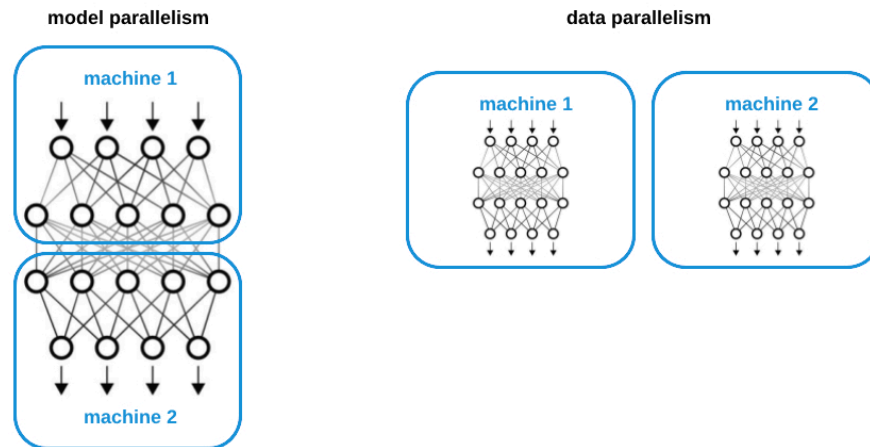 model parallelism
machine 1
machine 2
data parallelism
machine 1
machine 2